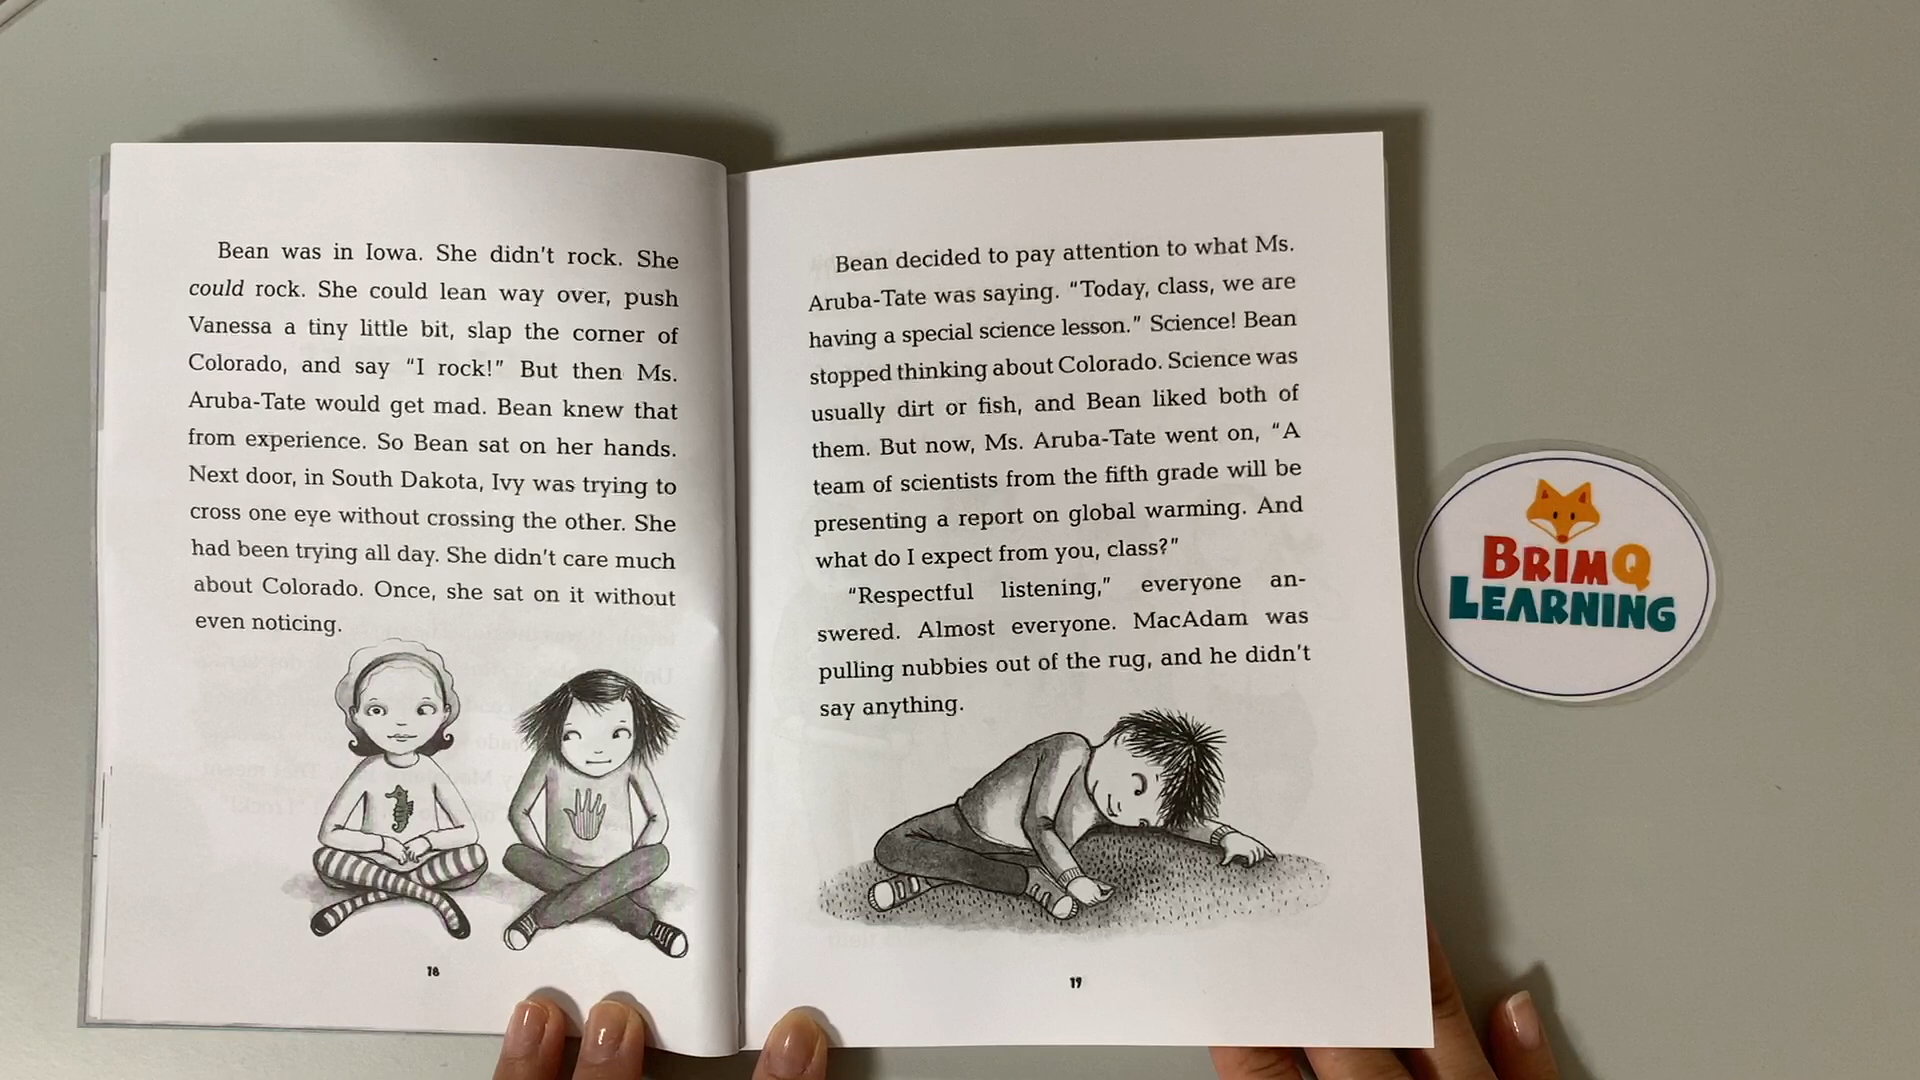 Bean was in Iowa. She didn't rock. She
could rock. She could lean way over, push
Vanessa a tiny little bit, slap the corner of
Colorado, and say “I rock!” But then Ms.
Aruba-Tate would get mad. Bean knew that
from experience. So Bean sat on her hands.
Next door, in South Dakota, Ivy was trying to
cross one eye without crossing the other. She
had been trying all day. She didn't care much
about Colorado. Once, she sat on it without
even noticing.
18
Bean decided to pay attention to what Ms.
Aruba-Tate was saying. “Today, class, we are
having a special science lesson.” Science! Bean
stopped thinking about Colorado. Science was
usually dirt or fish, and Bean liked both of
them. But now, Ms. Aruba-Tate went on, “A
team of scientists from the fifth grade will be
presenting a report on global warming. And
what do I expect from you, class?”
“Respectful listening,” everyone an-
swered. Almost everyone. MacAdam was
pulling nubbies out of the rug, and he didn't
say anything.
19
BRIMQ
LEARNING